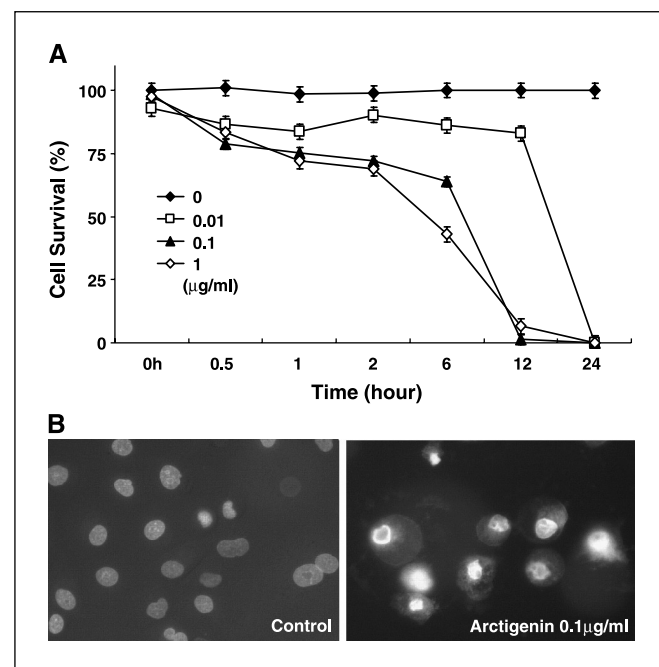 A
Cell Survival (%)
100
75
50
25
0
0
0.01
0.1
1
(μg/ml)
0h 0.5 1 2 6 12 24
Time (hour)
B
Control
Arctigenin 0.1μg/ml